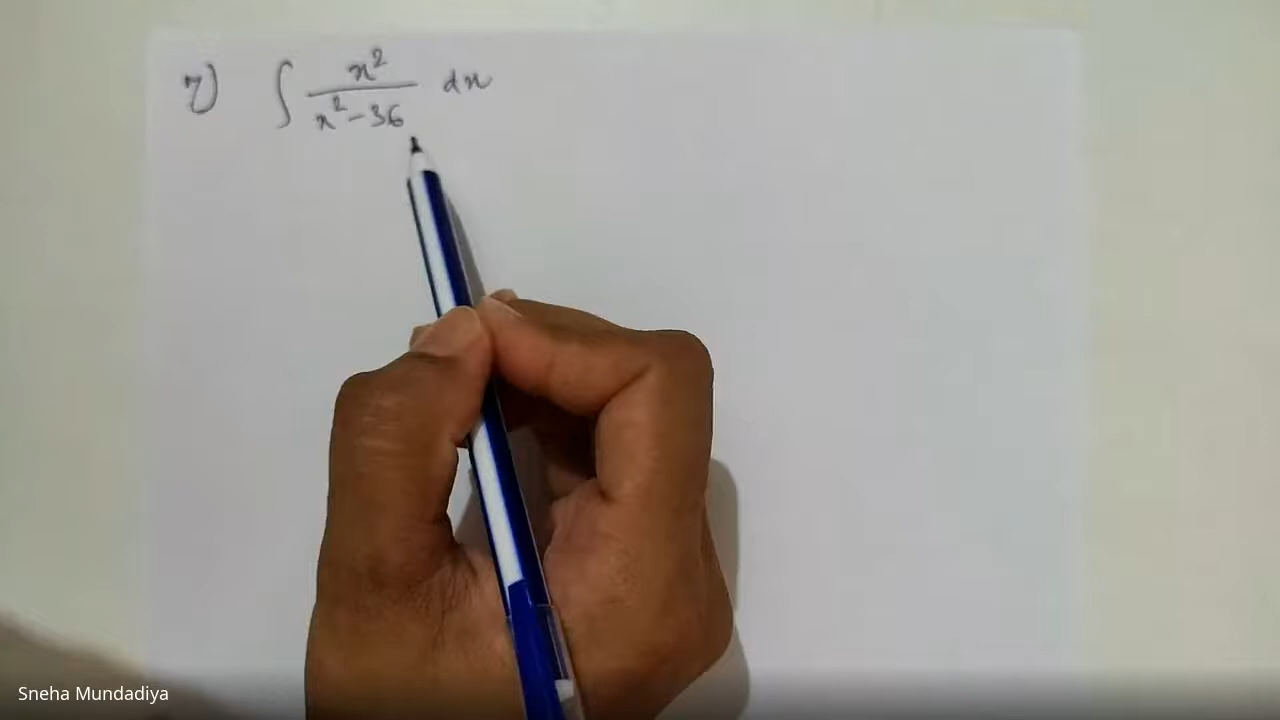 7) ∫ x²/(x²-36) dx
Sneha Mundadiya